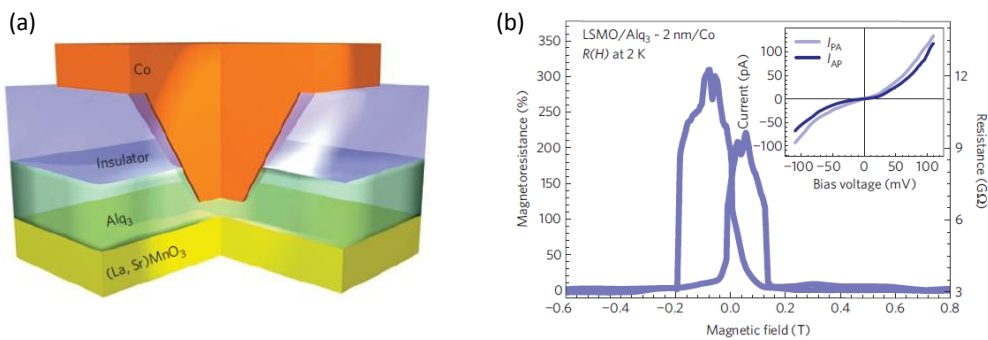 (a)
Co
Insulator
Alq₃
(La, Sr)MnO₃
(b)
LSMO/Alq₃ - 2 nm/Co
R(H) at 2 K
Magnetoresistance (%)
350
300
250
200
150
100
50
0
−0.6 −0.4 −0.2 0.0 0.2 0.4 0.6 0.8
Magnetic field (T)
Resistance (GΩ)
12
9
6
3
I_PA
I_AP
Current (pA)
100
50
0
−50
−100
−100 −50 0 50 100
Bias voltage (mV)